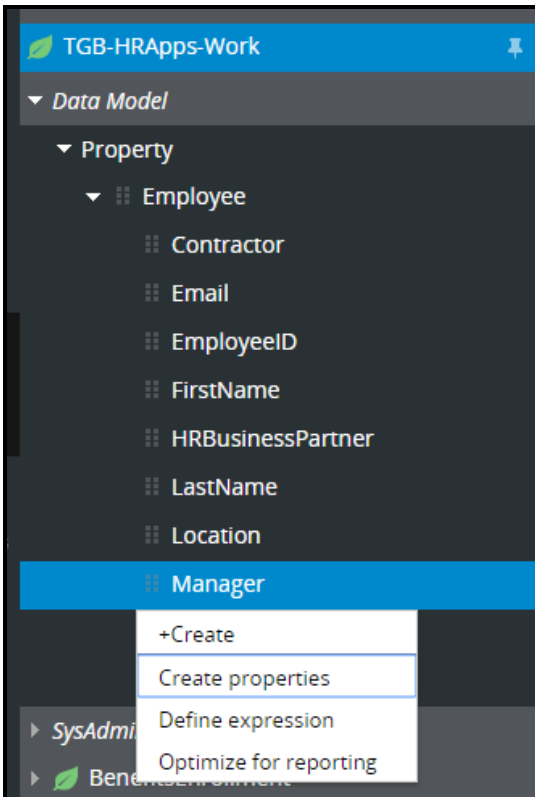 TGB-HRApps-Work
Data Model
Property
Employee
Contractor
Email
EmployeeID
FirstName
HRBusinessPartner
LastName
Location
Manager
+Create
Create properties
Define expression
SysAdmi
Optimize for reporting